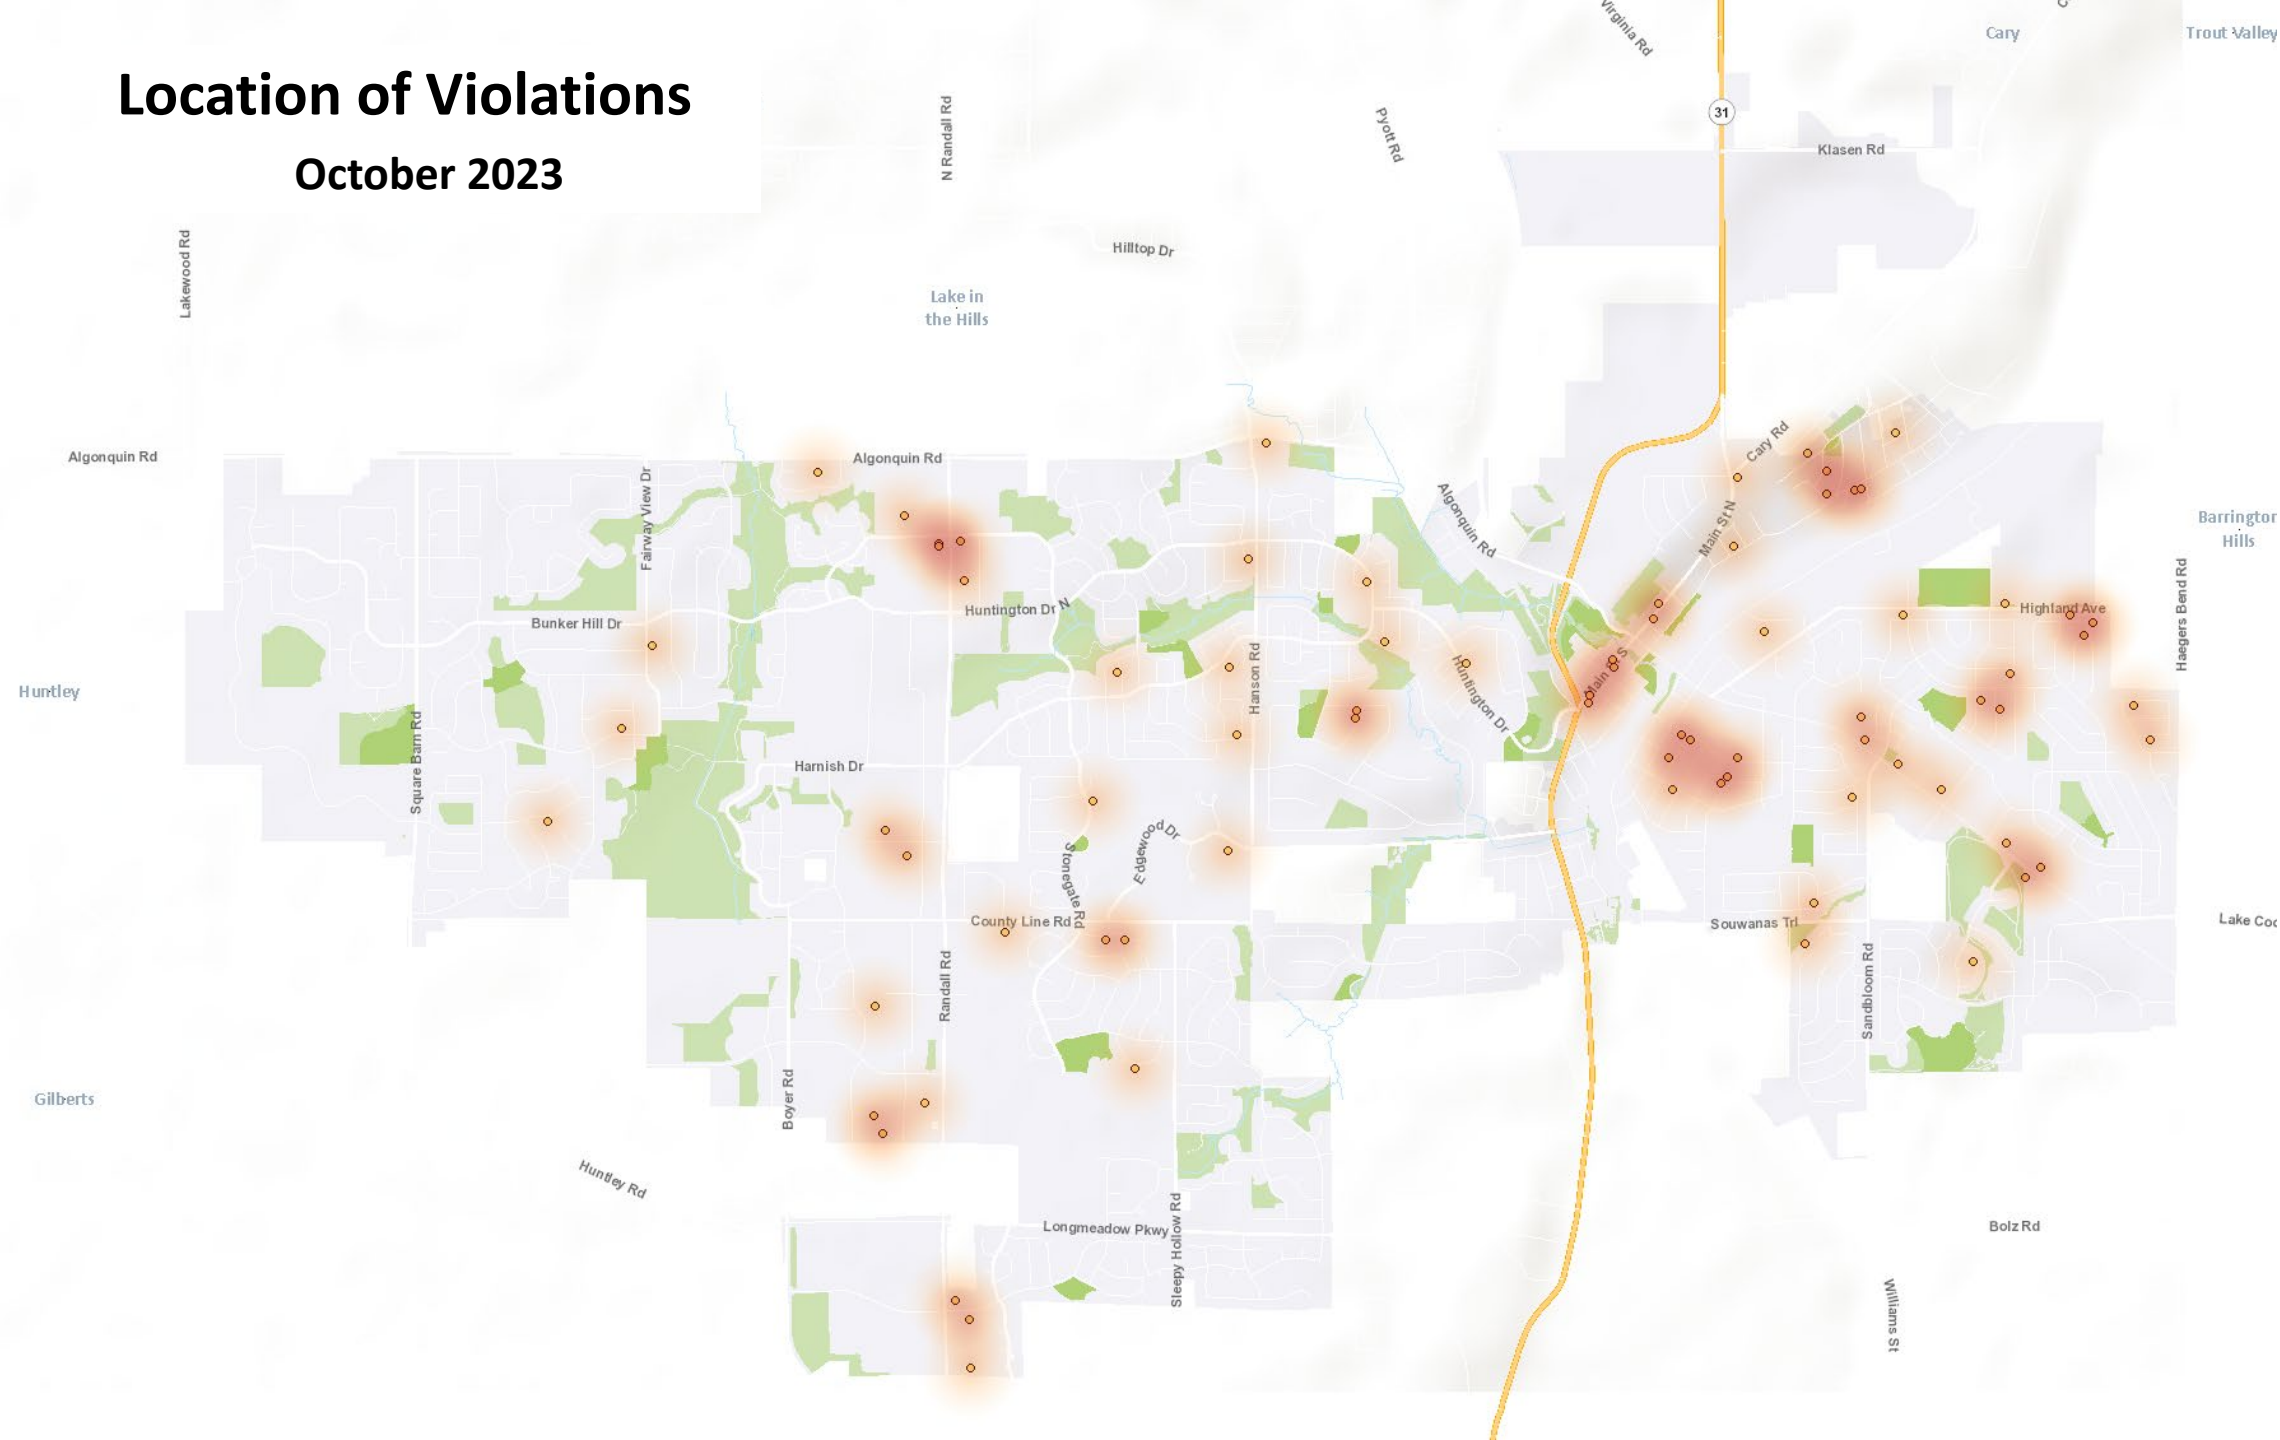 Location of Violations
October 2023
Virginia Rd
Cary
Trout Valley
31
N Randall Rd
Pyott Rd
Klasen Rd
Lakewood Rd
Hilltop Dr
Lake in
the Hills
Algonquin Rd
Algonquin Rd
Cary Rd
Fairway View Dr
Algonquin Rd
Main St N
Barrington
Hills
Haegers Bend Rd
Huntington Dr N
Highland Ave
Bunker Hill Dr
Huntley
Hanson Rd
Huntington Dr
Main St S
Square Barn Rd
Harnish Dr
Edgewood Dr
Stonegate Rd
County Line Rd
Souwanas Trl
Randall Rd
Sandbloom Rd
Gilberts
Boyer Rd
Huntley Rd
Longmeadow Pkwy
Sleepy Hollow Rd
Bolz Rd
Williams St